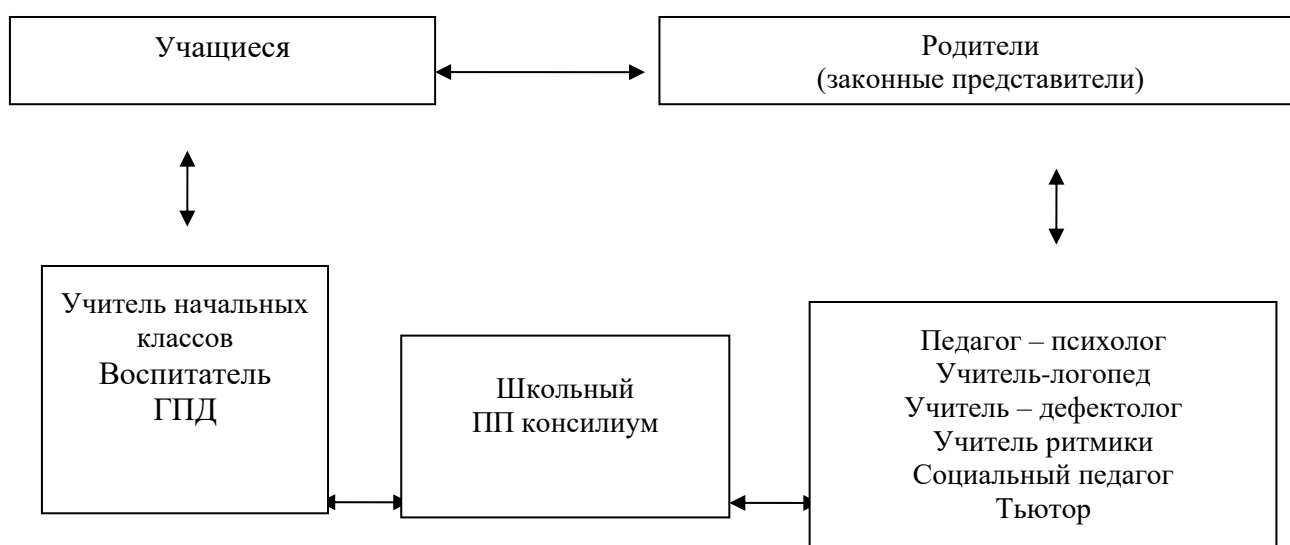 Учащиеся
Родители
(законные представители)
Учитель начальных
классов
Воспитатель
ГПД
Школьный
ПП консилиум
Педагог – психолог
Учитель-логопед
Учитель – дефектолог
Учитель ритмики
Социальный педагог
Тьютор